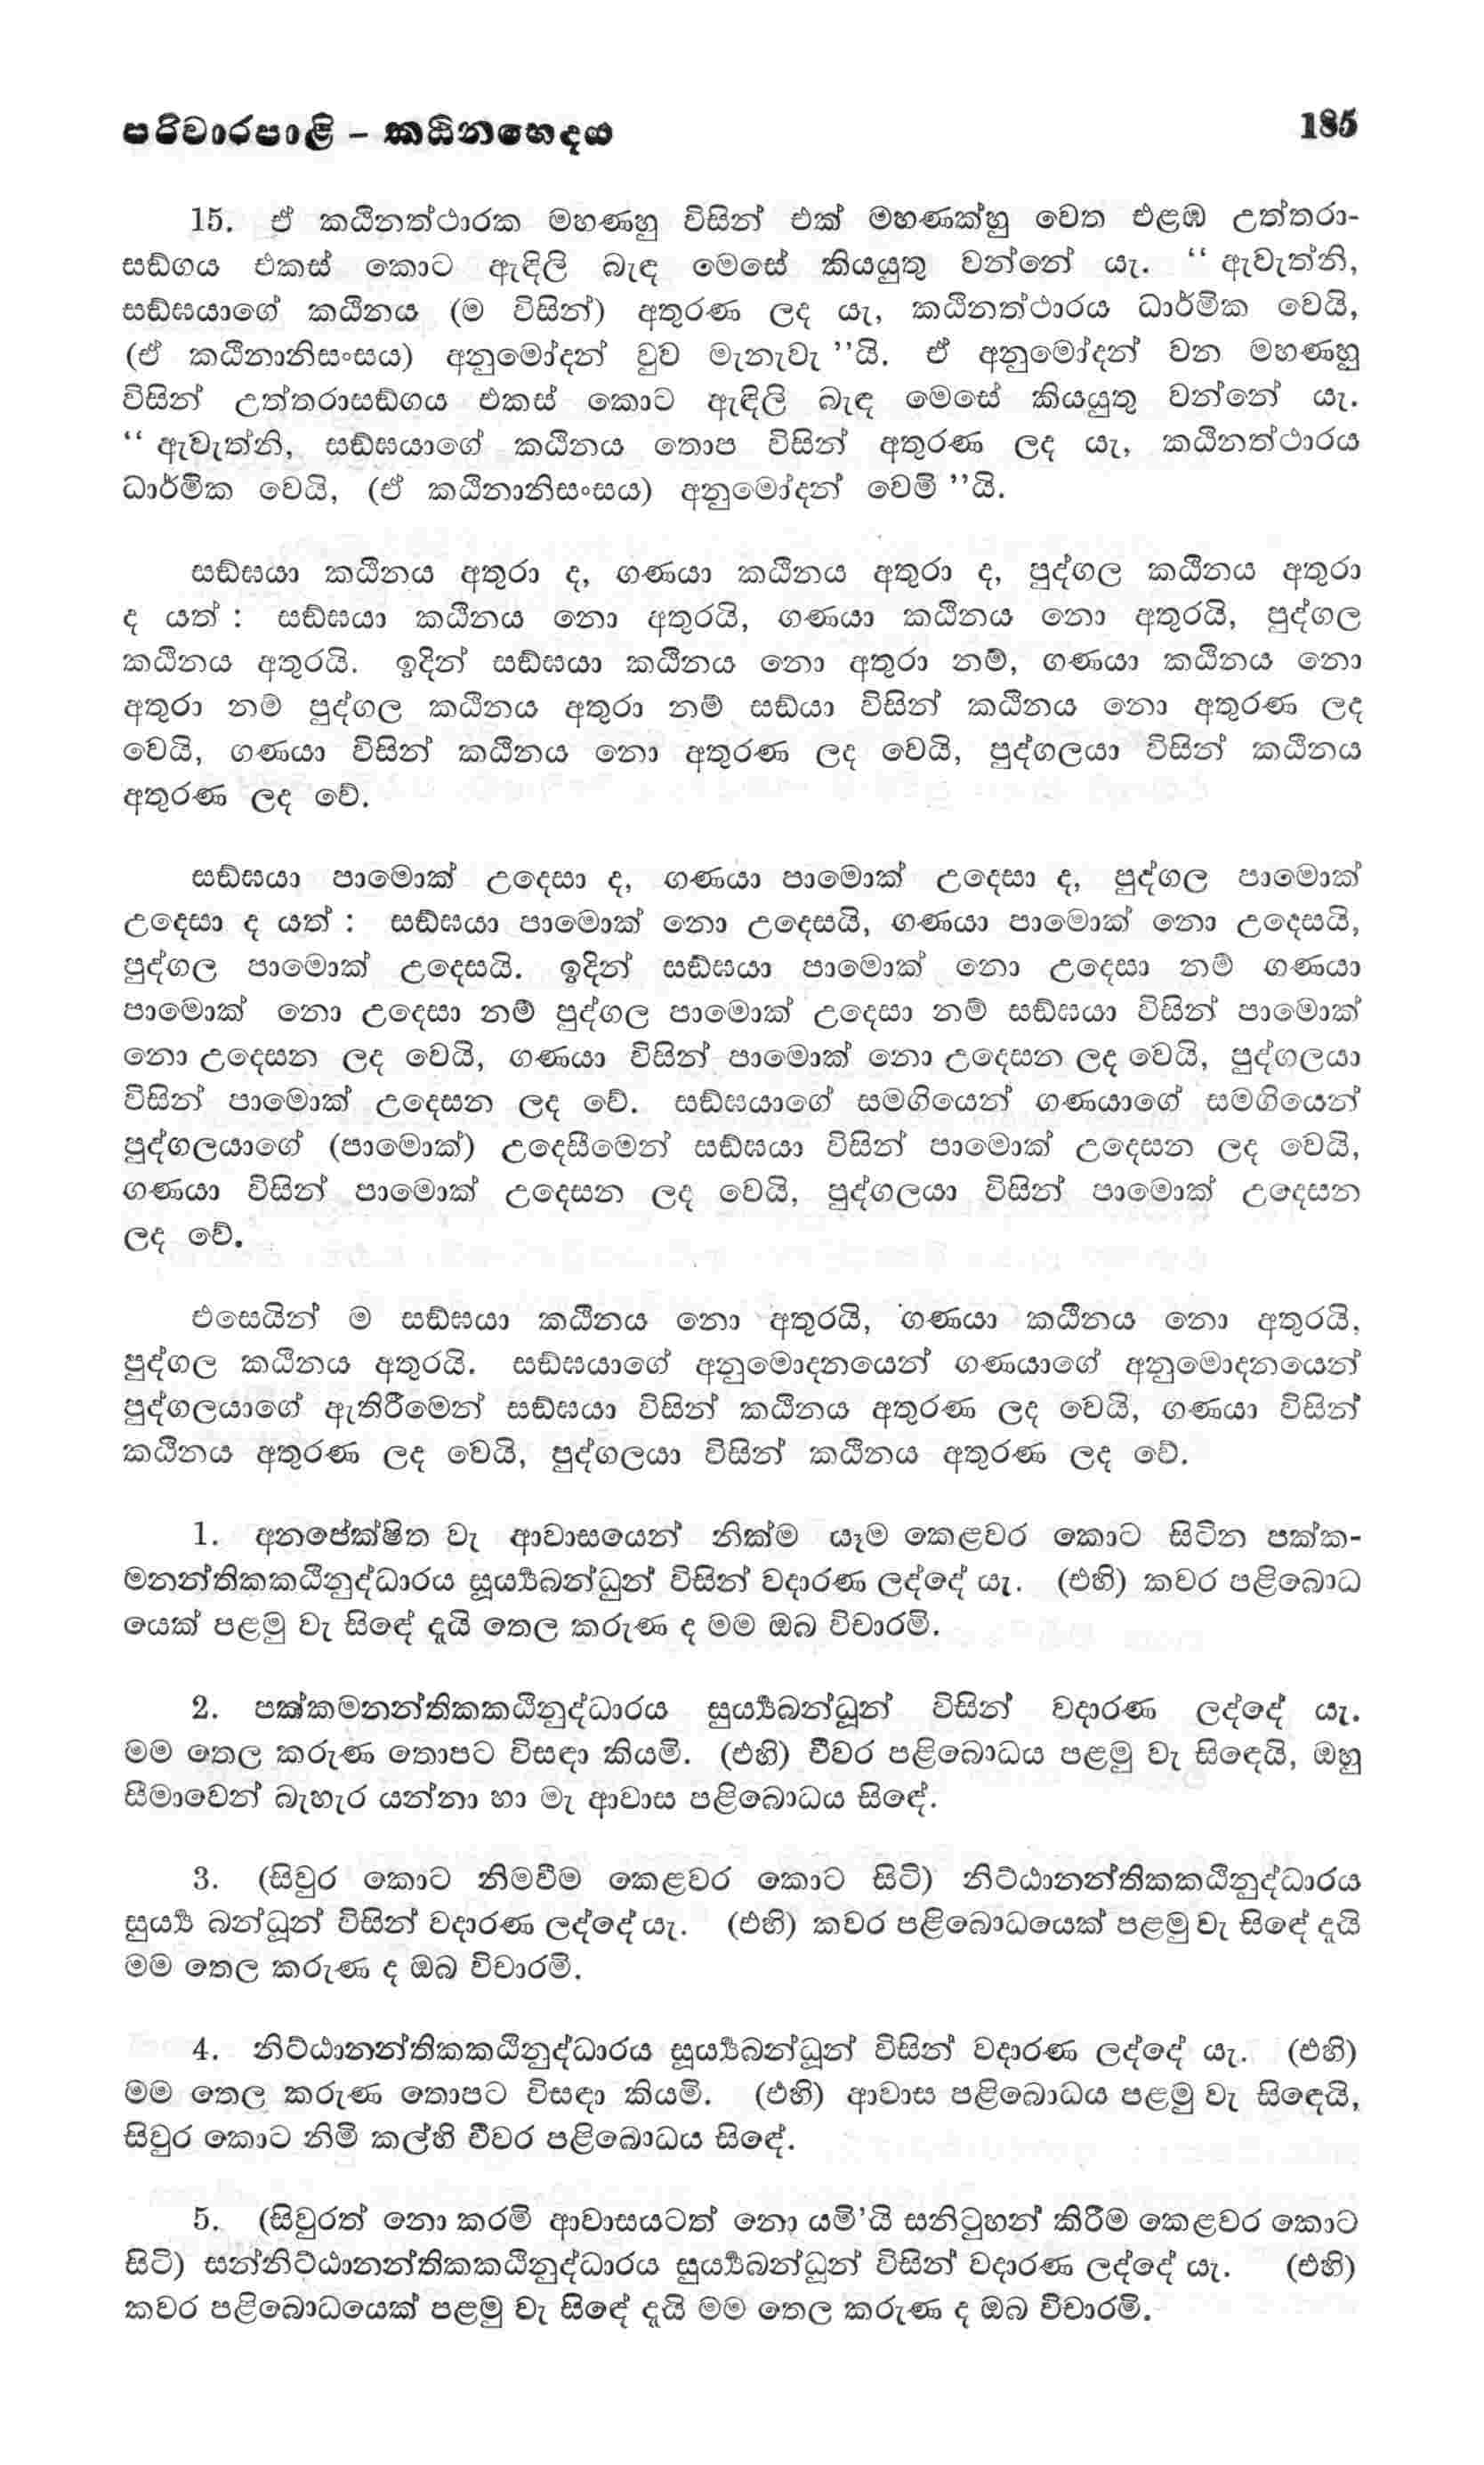 පරිවාරපාළි – කඨිනභෙදය 185
15. ඒ කඨිනත්ථාරක මහණහු විසින් එක් මහණක්හු වෙත එළඹ උත්තරා-
සඞ්ගය එකස් කොට ඇඳිලි බැඳ මෙසේ කියයුතු වන්නේ යැ. “ ඇවැත්නි,
සඞ්ඝයාගේ කඨිනය (ම විසින්) අතුරණ ලද යැ, කඨිනත්ථාරය ධාර්මික වෙයි,
(ඒ කඨිනානිසංසය) අනුමෝදන් වුව මැනැවැ ”යි. ඒ අනුමෝදන් වන මහණහු
විසින් උත්තරාසඞ්ගය එකස් කොට ඇඳිලි බැඳ මෙසේ කියයුතු වන්නේ යැ.
“ ඇවැත්නි, සඞ්ඝයාගේ කඨිනය තොප විසින් අතුරණ ලද යැ, කඨිනත්ථාරය
ධාර්මික වෙයි, (ඒ කඨිනානිසංසය) අනුමෝදන් වෙමි ”යි.
සඞ්ඝයා කඨිනය අතුරා ද, ගණයා කඨිනය අතුරා ද, පුද්ගල කඨිනය අතුරා
ද යත් : සඞ්ඝයා කඨිනය නො අතුරයි, ගණයා කඨිනය නො අතුරයි, පුද්ගල
කඨිනය අතුරයි. ඉදින් සඞ්ඝයා කඨිනය නො අතුරා නම්, ගණයා කඨිනය නො
අතුරා නම් පුද්ගල කඨිනය අතුරා නම් සඞ්යා විසින් කඨිනය නො අතුරණ ලද
වෙයි, ගණයා විසින් කඨිනය නො අතුරණ ලද වෙයි, පුද්ගලයා විසින් කඨිනය
අතුරණ ලද වේ.
සඞ්ඝයා පාමොක් උදෙසා ද, ගණයා පාමොක් උදෙසා ද, පුද්ගල පාමොක්
උදෙසා ද යත් : සඞ්ඝයා පාමොක් නො උදෙසයි, ගණයා පාමොක් නො උදෙසයි,
පුද්ගල පාමොක් උදෙසයි. ඉදින් සඞ්ඝයා පාමොක් නො උදෙසා නම් ගණයා
පාමොක් නො උදෙසා නම් පුද්ගල පාමොක් උදෙසා නම් සඞ්ඝයා විසින් පාමොක්
නො උදෙසන ලද වෙයි, ගණයා විසින් පාමොක් නො උදෙසන ලද වෙයි, පුද්ගලයා
විසින් පාමොක් උදෙසන ලද වේ. සඞ්ඝයාගේ සමගියෙන් ගණයාගේ සමගියෙන්
පුද්ගලයාගේ (පාමොක්) උදෙසීමෙන් සඞ්ඝයා විසින් පාමොක් උදෙසන ලද වෙයි,
ගණයා විසින් පාමොක් උදෙසන ලද වෙයි, පුද්ගලයා විසින් පාමොක් උදෙසන
ලද වේ.
එසෙයින් ම සඞ්ඝයා කඨිනය නො අතුරයි, ගණයා කඨිනය නො අතුරයි,
පුද්ගල කඨිනය අතුරයි. සඞ්ඝයාගේ අනුමොදනයෙන් ගණයාගේ අනුමොදනයෙන්
පුද්ගලයාගේ ඇතිරීමෙන් සඞ්ඝයා විසින් කඨිනය අතුරණ ලද වෙයි, ගණයා විසින්
කඨිනය අතුරණ ලද වෙයි, පුද්ගලයා විසින් කඨිනය අතුරණ ලද වේ.
1. අනපේක්ෂිත වැ ආවාසයෙන් නික්ම යෑම කෙළවර කොට සිටින පක්ක-
මනන්තිකකඨිනුද්ධාරය සූර්‍ය්‍යබන්ධුන් විසින් වදාරණ ලද්දේ යැ. (එහි) කවර පළිබොධ
යෙක් පළමු වැ සිඳේ දැයි තෙල කරුණ ද මම ඔබ විචාරමි.
2. පක්කමනන්තිකකඨිනුද්ධාරය සුර්‍ය්‍යබන්ධූන් විසින් වදාරණ ලද්දේ යැ.
මම තෙල කරුණ තොපට විසඳා කියමි. (එහි) චීවර පළිබොධය පළමු වැ සිඳෙයි, ඔහු
සීමාවෙන් බැහැර යන්නා හා මැ ආවාස පළිබොධය සිඳේ.
3. (සිවුර කොට නිමවීම කෙළවර කොට සිටි) නිට්ඨානන්තිකකඨිනුද්ධාරය
සුර්‍ය්‍ය බන්ධූන් විසින් වදාරණ ලද්දේ යැ. (එහි) කවර පළිබොධයෙක් පළමු වැ සිඳේ දැයි
මම තෙල කරුණ ද ඔබ විචාරමි.
4. නිට්ඨානන්තිකකඨිනුද්ධාරය සූර්‍ය්‍යබන්ධූන් විසින් වදාරණ ලද්දේ යැ. (එහි)
මම තෙල කරුණ තොපට විසඳා කියමි. (එහි) ආවාස පළිබොධය පළමු වැ සිඳෙයි,
සිවුර කොට නිමි කල්හි චීවර පළිබොධය සිඳේ.
5. (සිවුරත් නො කරමි ආවාසයටත් නො යමි’යි සනිටුහන් කිරීම කෙළවර කොට
සිටි) සන්නිට්ඨානන්තිකකඨිනුද්ධාරය සුර්‍ය්‍යබන්ධූන් විසින් වදාරණ ලද්දේ යැ. (එහි)
කවර පළිබොධයෙක් පළමු වැ සිඳේ දැයි මම තෙල කරුණ ද ඔබ විචාරමි.